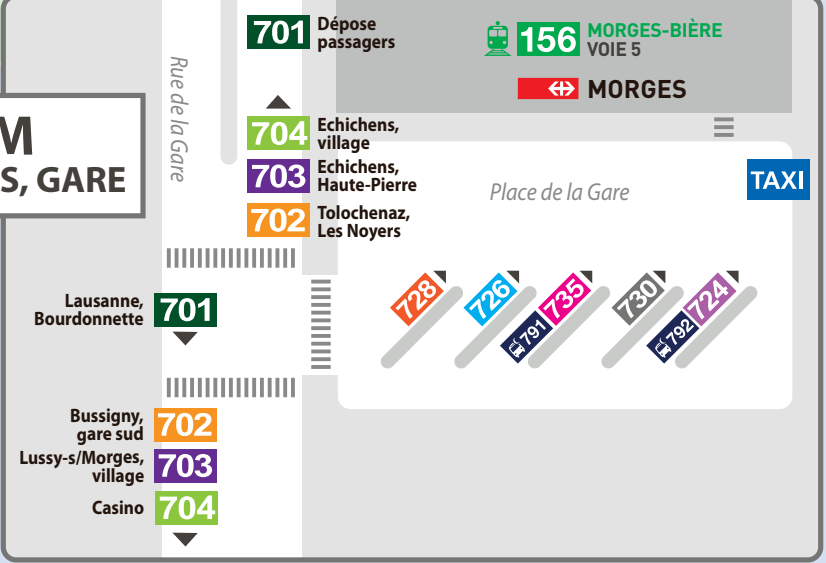 701 Dépose
passagers
156 MORGES-BIÈRE
VOIE 5
MORGES
Rue de la Gare
M
S, GARE
704 Echichens,
village
703 Echichens,
Haute-Pierre
702 Tolochenaz,
Les Noyers
Place de la Gare
TAXI
Lausanne,
Bourdonnette 701
728
726
791
735
730
792
724
Bussigny,
gare sud 702
Lussy-s/Morges,
village 703
Casino 704